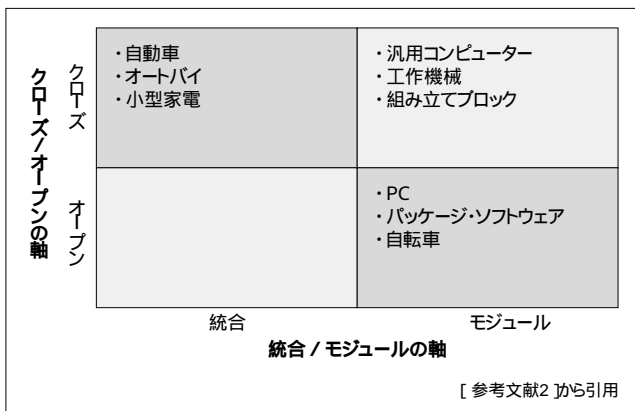 クローズ/オープンの軸
クローズ
・自動車
・オートバイ
・小型家電
・汎用コンピューター
・工作機械
・組み立てブロック
オープン
・PC
・パッケージ・ソフトウェア
・自転車
統合
モジュール
統合/モジュールの軸
[参考文献2]から引用